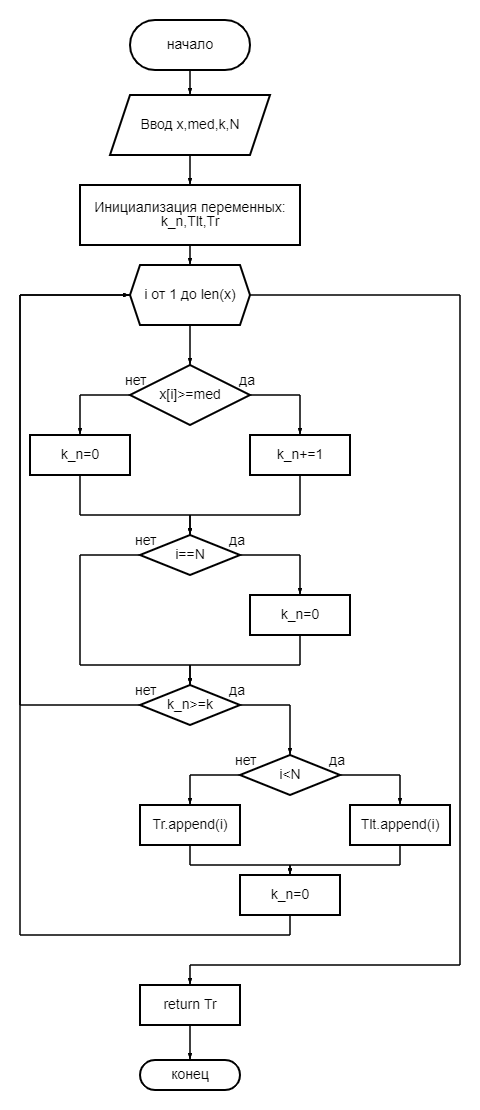 начало
Ввод x,med,k,N
Инициализация переменных:
k_n,Tlt,Tr
i от 1 до len(x)
нет
да
x[i]>=med
k_n=0
k_n+=1
нет
да
i==N
k_n=0
нет
да
k_n>=k
нет
да
i<N
Tr.append(i)
Tlt.append(i)
k_n=0
return Tr
конец